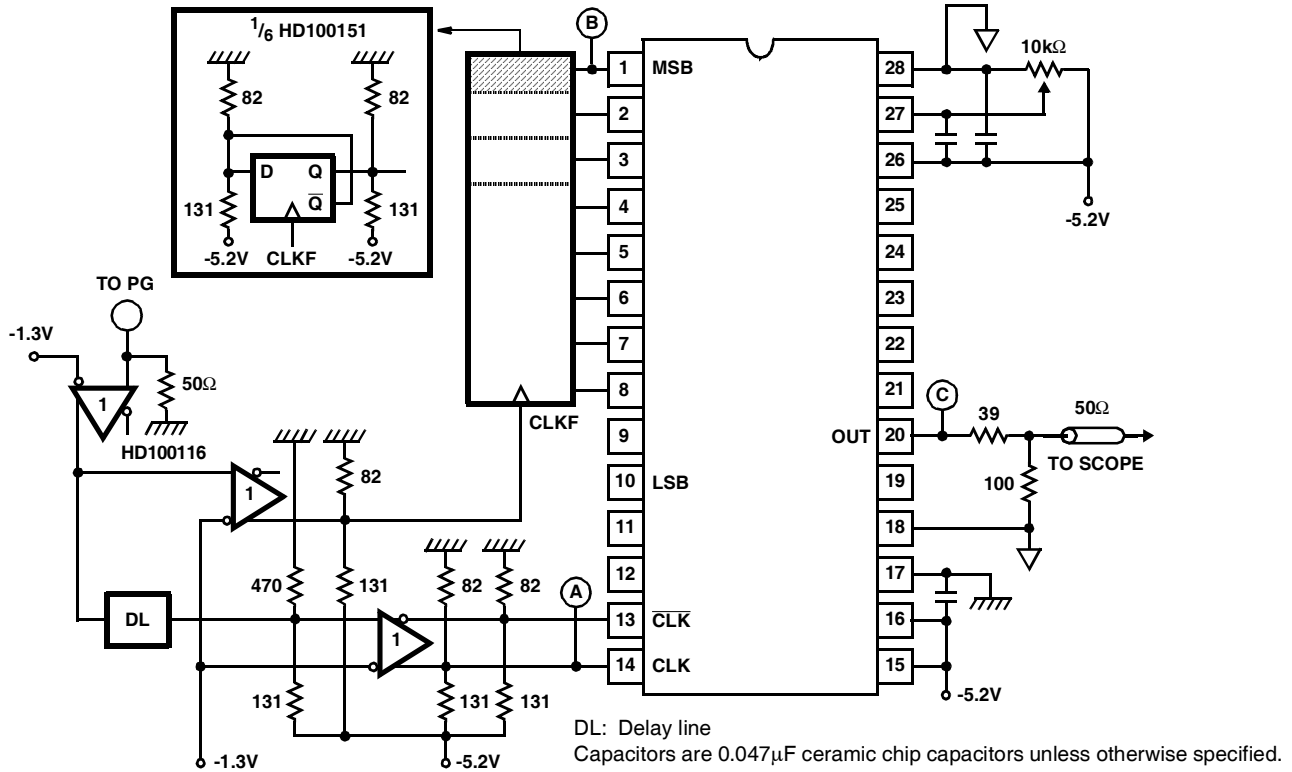 1/6 HD100151
82
82
D
Q
Q
131
131
-5.2V
CLKF
-5.2V
B
1
MSB
2
3
4
5
6
7
8
9
10
LSB
11
12
13
CLK
14
CLK
CLKF
28
27
26
25
24
23
22
21
OUT
20
19
18
17
16
15
10kΩ
-5.2V
C
39
50Ω
TO SCOPE
100
-5.2V
TO PG
-1.3V
1
50Ω
HD100116
1
82
470
131
82
82
A
DL
1
131
131
131
-1.3V
-5.2V
DL: Delay line
Capacitors are 0.047μF ceramic chip capacitors unless otherwise specified.